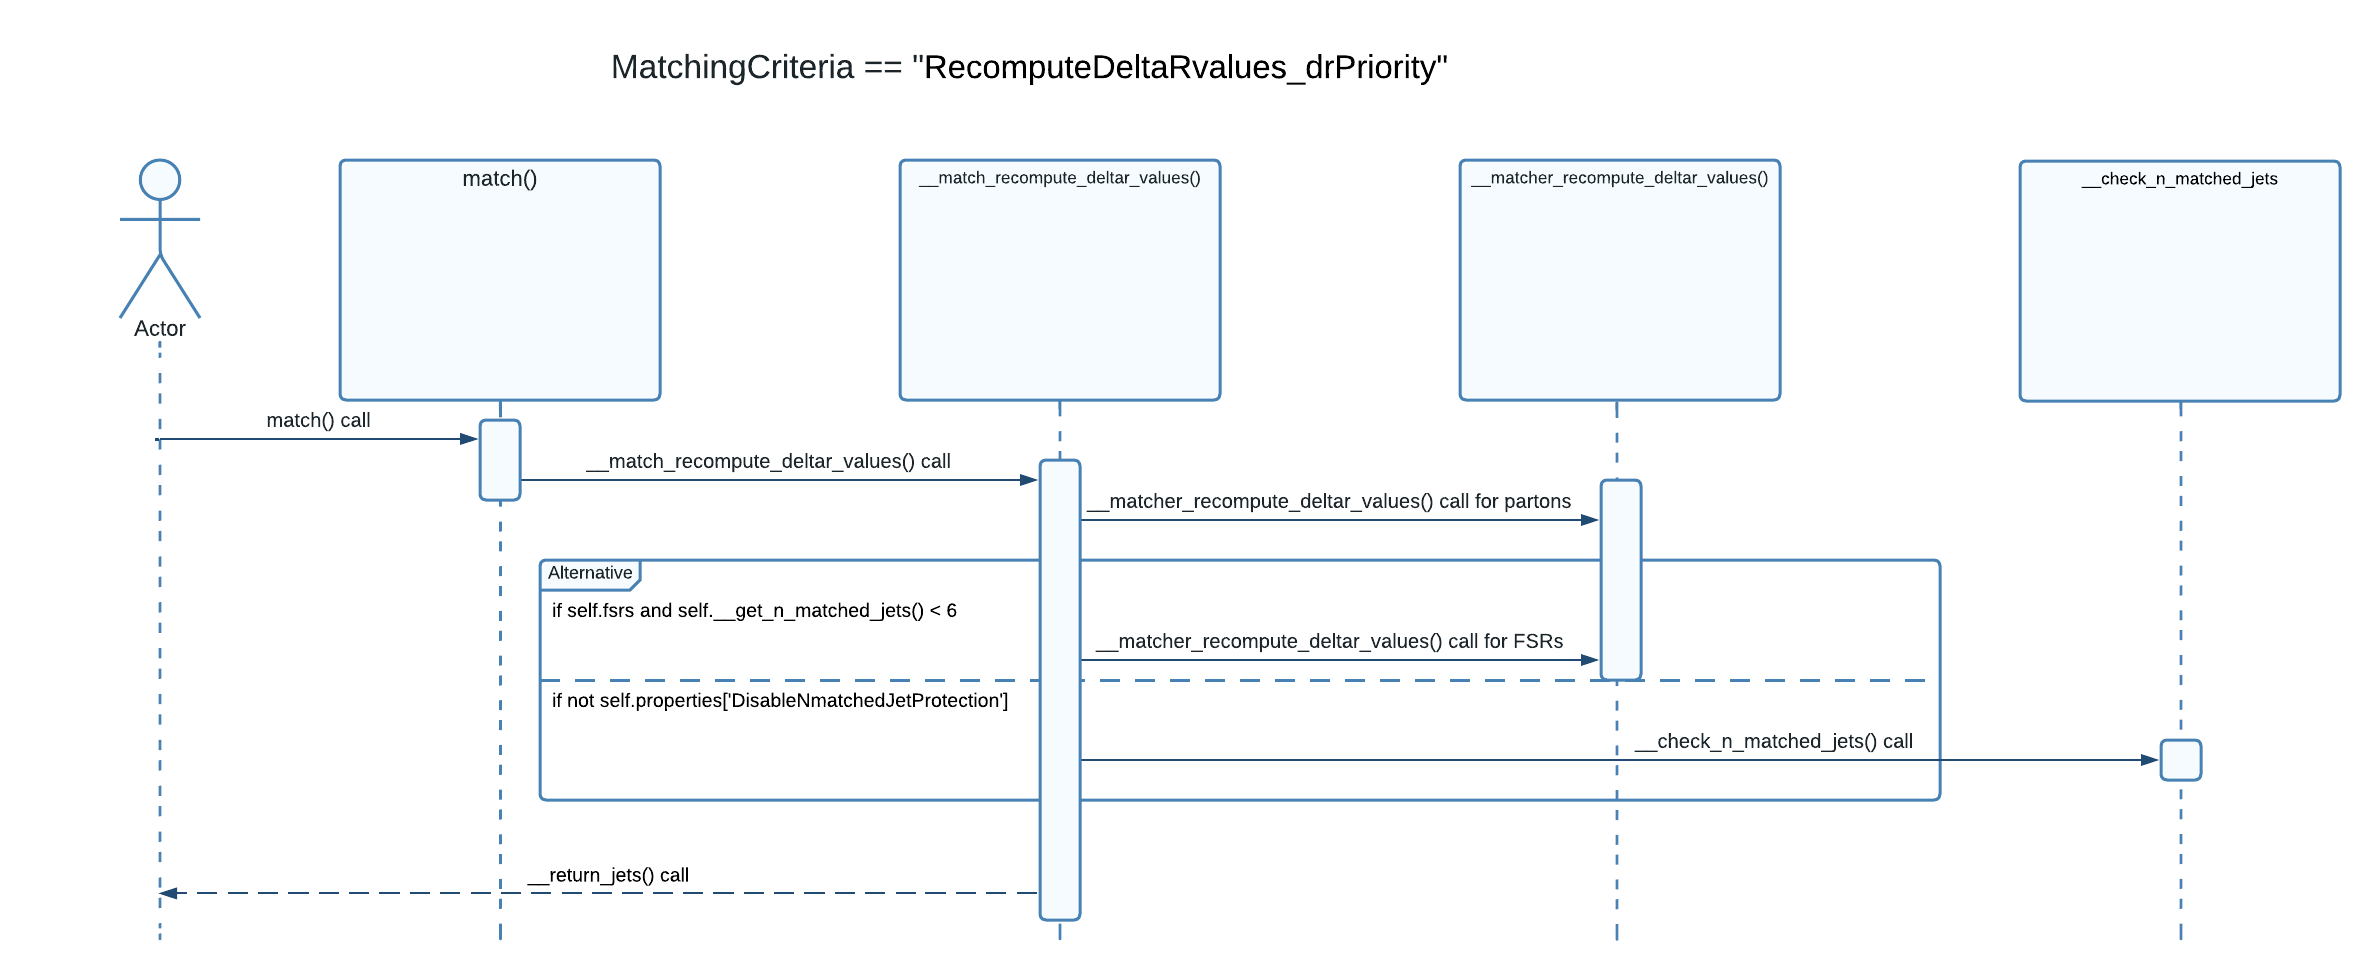 MatchingCriteria == "RecomputeDeltaRvalues_drPriority"
match()
__match_recompute_deltar_values()
__matcher_recompute_deltar_values()
__check_n_matched_jets
Actor
match() call
__match_recompute_deltar_values() call
__matcher_recompute_deltar_values() call for partons
Alternative
if self.fsrs and self.__get_n_matched_jets() < 6
__matcher_recompute_deltar_values() call for FSRs
if not self.properties['DisableNmatchedJetProtection']
__check_n_matched_jets() call
__return_jets() call